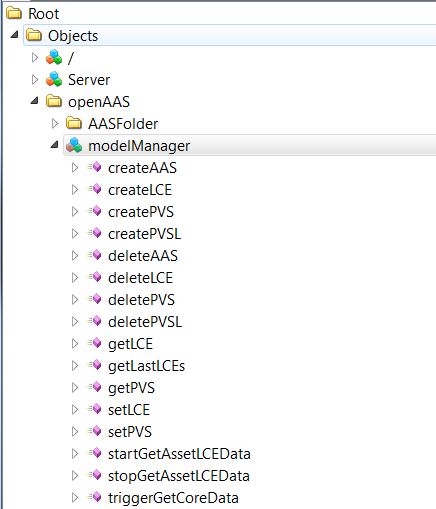 Root
Objects
/
Server
openAAS
AASFolder
modelManager
createAAS
createLCE
createPVS
createPVSL
deleteAAS
deleteLCE
deletePVS
deletePVSL
getLCE
getLastLCEs
getPVS
setLCE
setPVS
startGetAssetLCEData
stopGetAssetLCEData
triggerGetCoreData